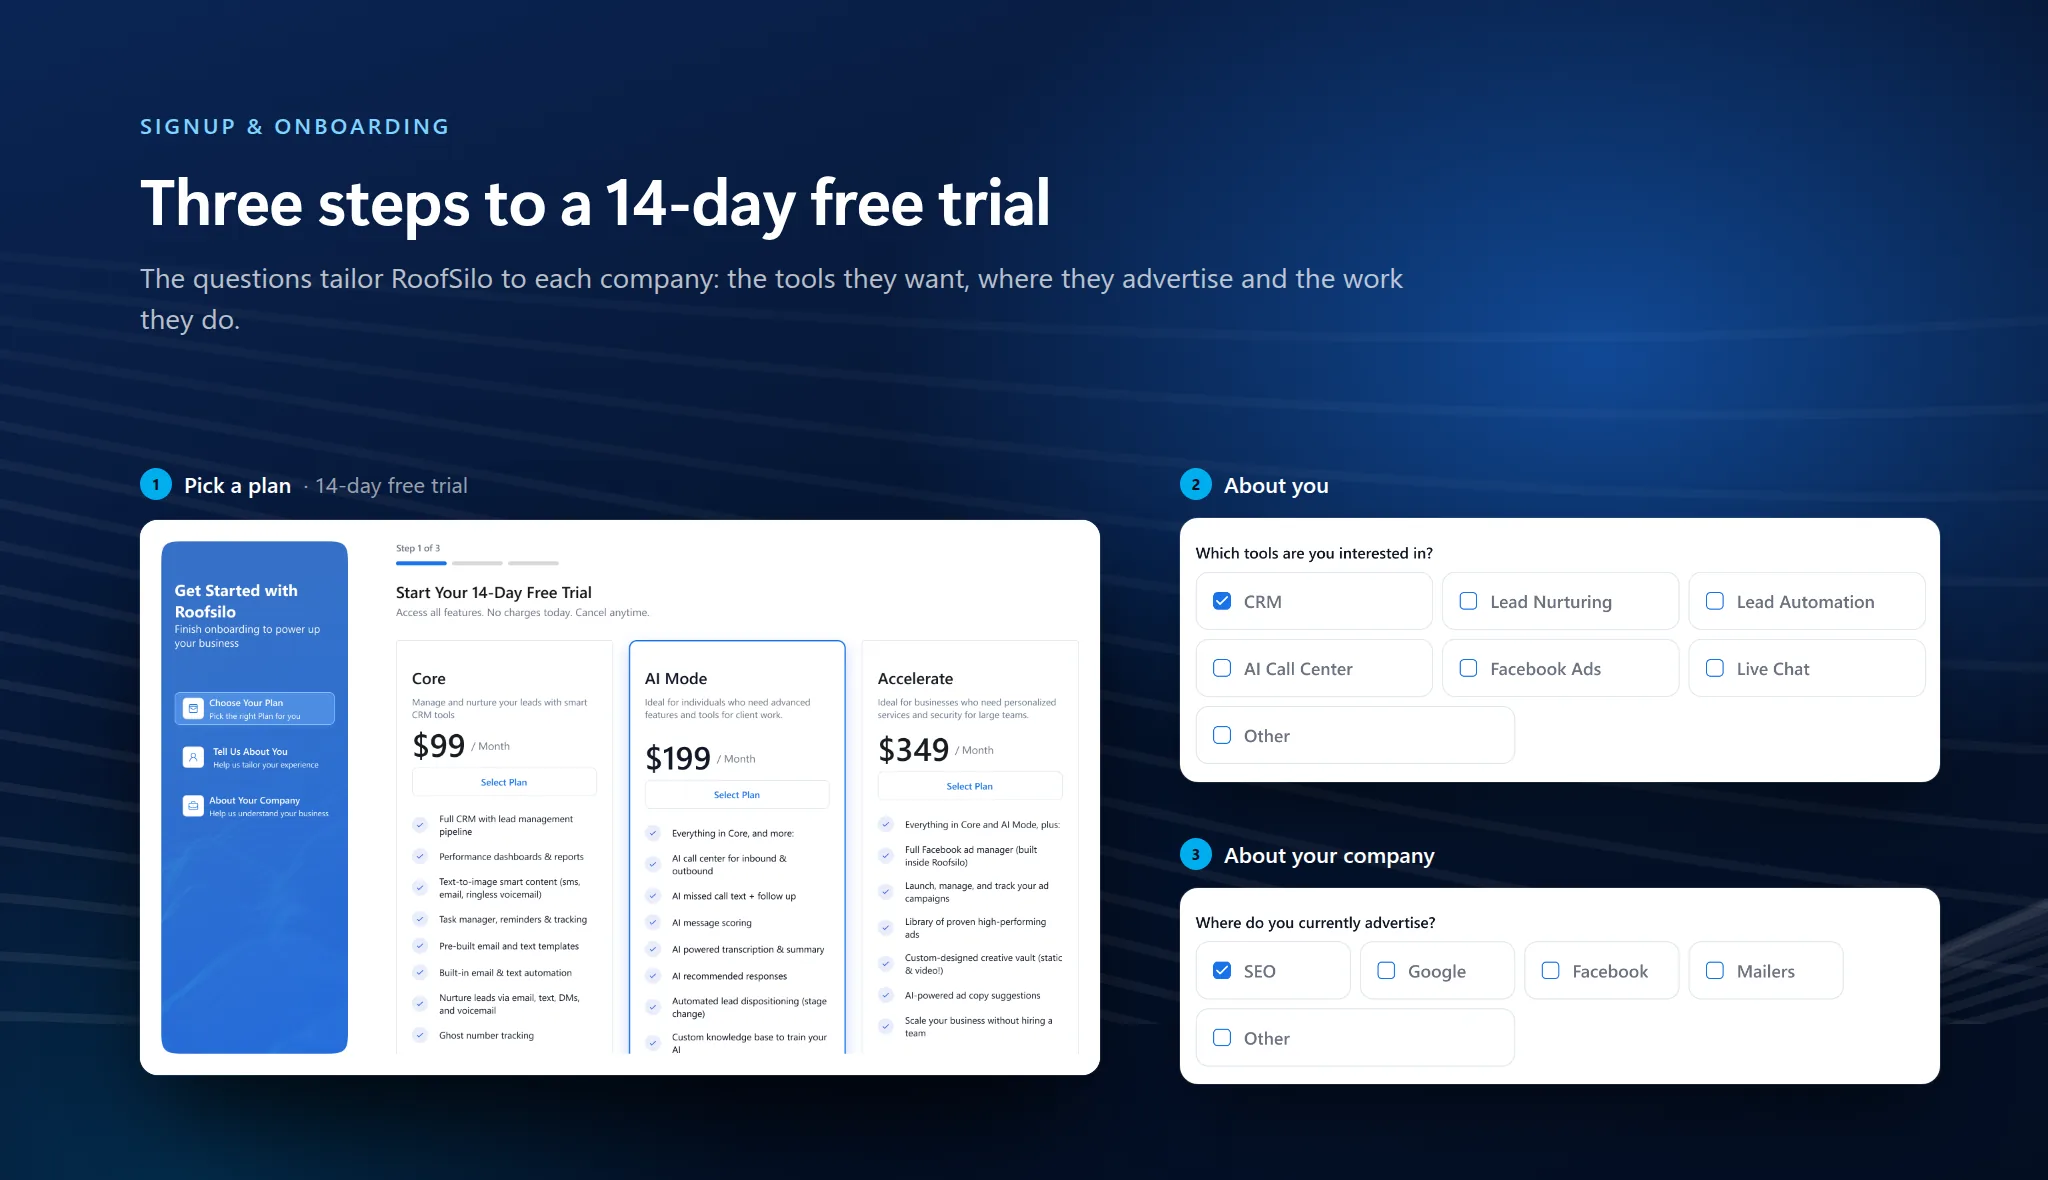 SIGNUP & ONBOARDING
Three steps to a 14-day free trial
The questions tailor RoofSilo to each company: the tools they want, where they advertise and the work
they do.
1 Pick a plan · 14-day free trial
Get Started with
Roofsilo
Finish onboarding to power up
your business
Choose Your Plan
Pick the right Plan for you
Tell Us About You
Help us tailor your experience
About Your Company
Help us understand your business
Step 1 of 3
Start Your 14-Day Free Trial
Access all features. No charges today. Cancel anytime.
Core
Manage and nurture your leads with smart
CRM tools
$99 / Month
Select Plan
Full CRM with lead management
pipeline
Performance dashboards & reports
Text-to-image smart content (sms,
email, ringless voicemail)
Task manager, reminders & tracking
Pre-built email and text templates
Built-in email & text automation
Nurture leads via email, text, DMs,
and voicemail
Ghost number tracking
AI Mode
Ideal for individuals who need advanced
features and tools for client work.
$199 / Month
Select Plan
Everything in Core, and more:
AI call center for inbound &
outbound
AI missed call text + follow up
AI message scoring
AI powered transcription & summary
AI recommended responses
Automated lead dispositioning (stage
change)
Custom knowledge base to train your
AI
Accelerate
Ideal for businesses who need personalized
services and security for large teams.
$349 / Month
Select Plan
Everything in Core and AI Mode, plus:
Full Facebook ad manager (built
inside Roofsilo)
Launch, manage, and track your ad
campaigns
Library of proven high-performing
ads
Custom-designed creative vault (static
& video!)
AI-powered ad copy suggestions
Scale your business without hiring a
team
2 About you
Which tools are you interested in?
CRM
Lead Nurturing
Lead Automation
AI Call Center
Facebook Ads
Live Chat
Other
3 About your company
Where do you currently advertise?
SEO
Google
Facebook
Mailers
Other